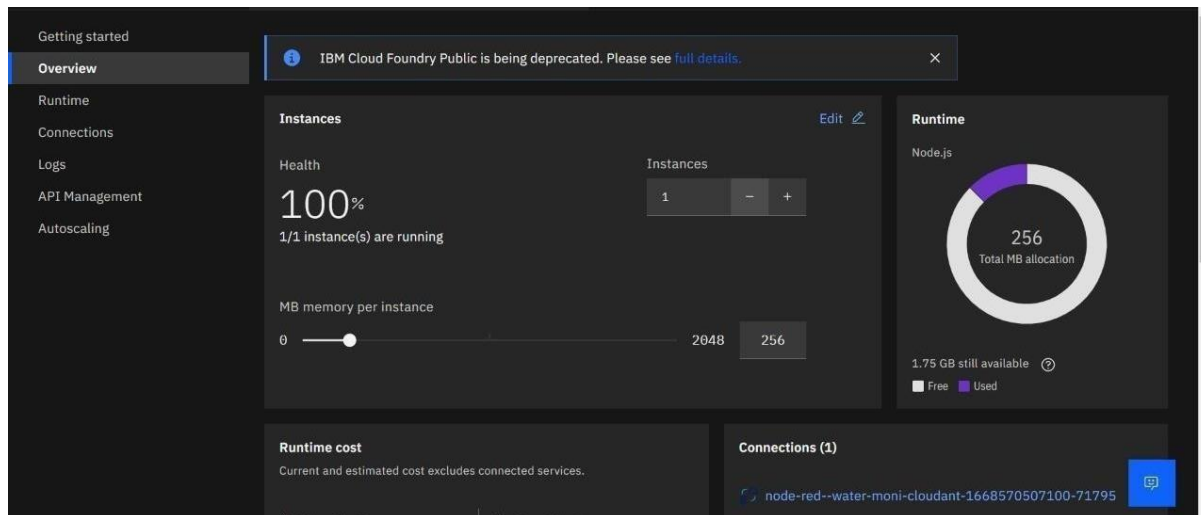 Getting started
Overview
Runtime
Connections
Logs
API Management
Autoscaling
IBM Cloud Foundry Public is being deprecated. Please see full details.
Instances
Edit
Health
100%
1/1 instance(s) are running
Instances
1 − +
MB memory per instance
0 2048 256
Runtime
Node.js
256
Total MB allocation
1.75 GB still available
Free Used
Runtime cost
Current and estimated cost excludes connected services.
Connections (1)
node-red--water-moni-cloudant-1668570507100-71795